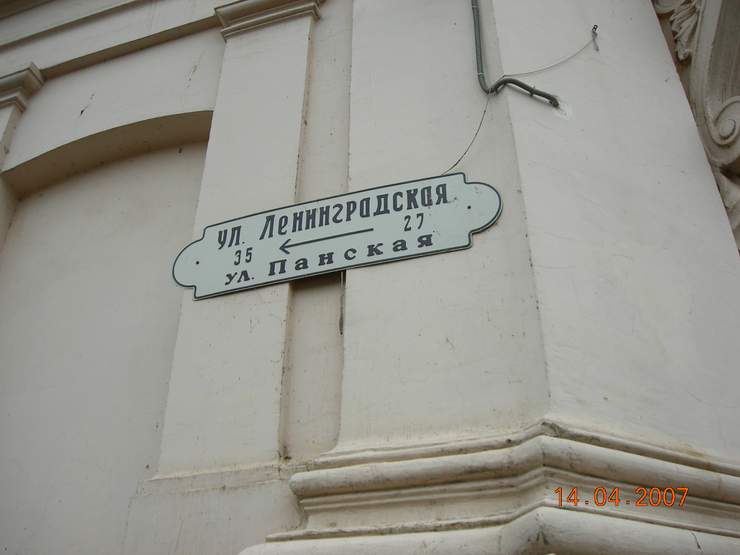 ул. Ленинградская
35 27
ул. Панская
14.04.2007